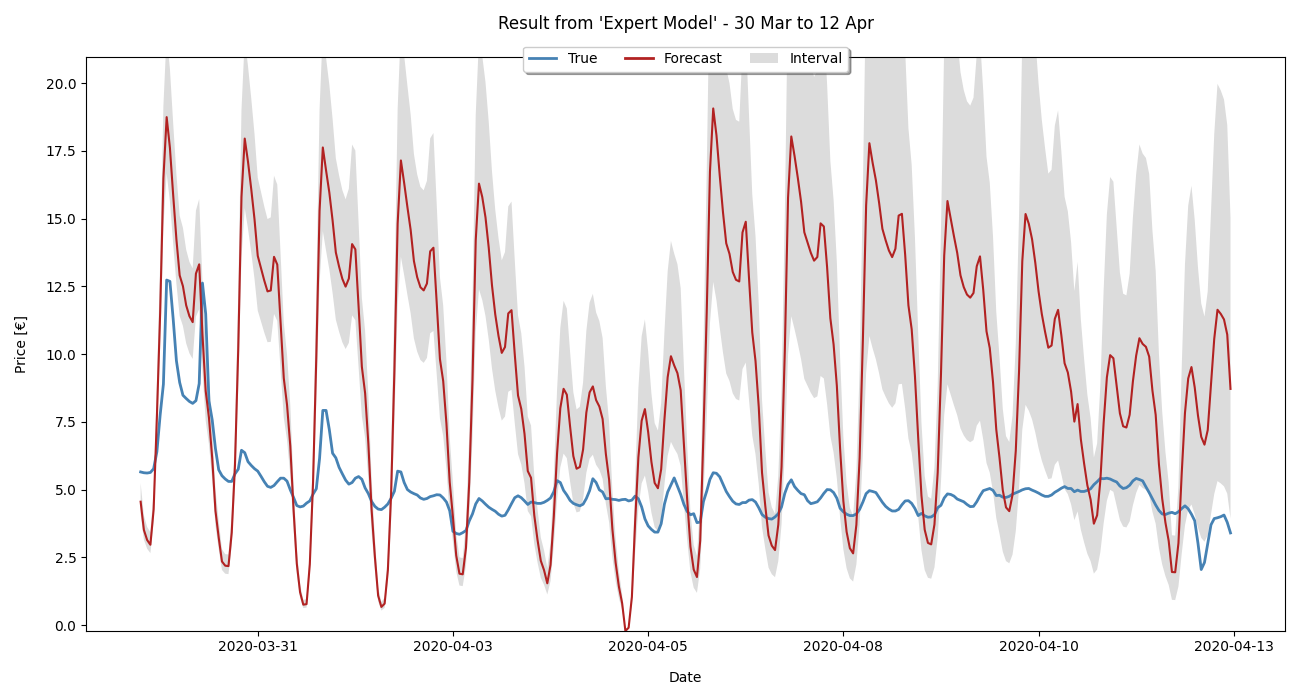 Result from 'Expert Model' - 30 Mar to 12 Apr
True Forecast Interval
20.0
17.5
15.0
12.5
10.0
7.5
5.0
2.5
0.0
Price [€]
2020-03-31 2020-04-03 2020-04-05 2020-04-08 2020-04-10 2020-04-13
Date